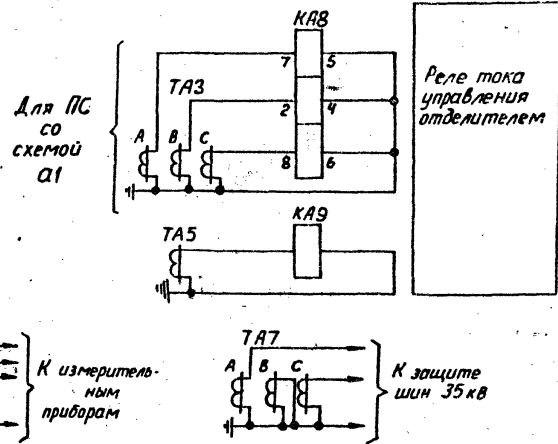 КА8
7
5
ТА3
2
4
А
В
С
8
6
Для ПС
со
схемой
а1
Реле тока
управления
отделителем
КА9
ТА5
ТА7
А
В
С
К измеритель-
ным
приборам
К защите
шин 35кв